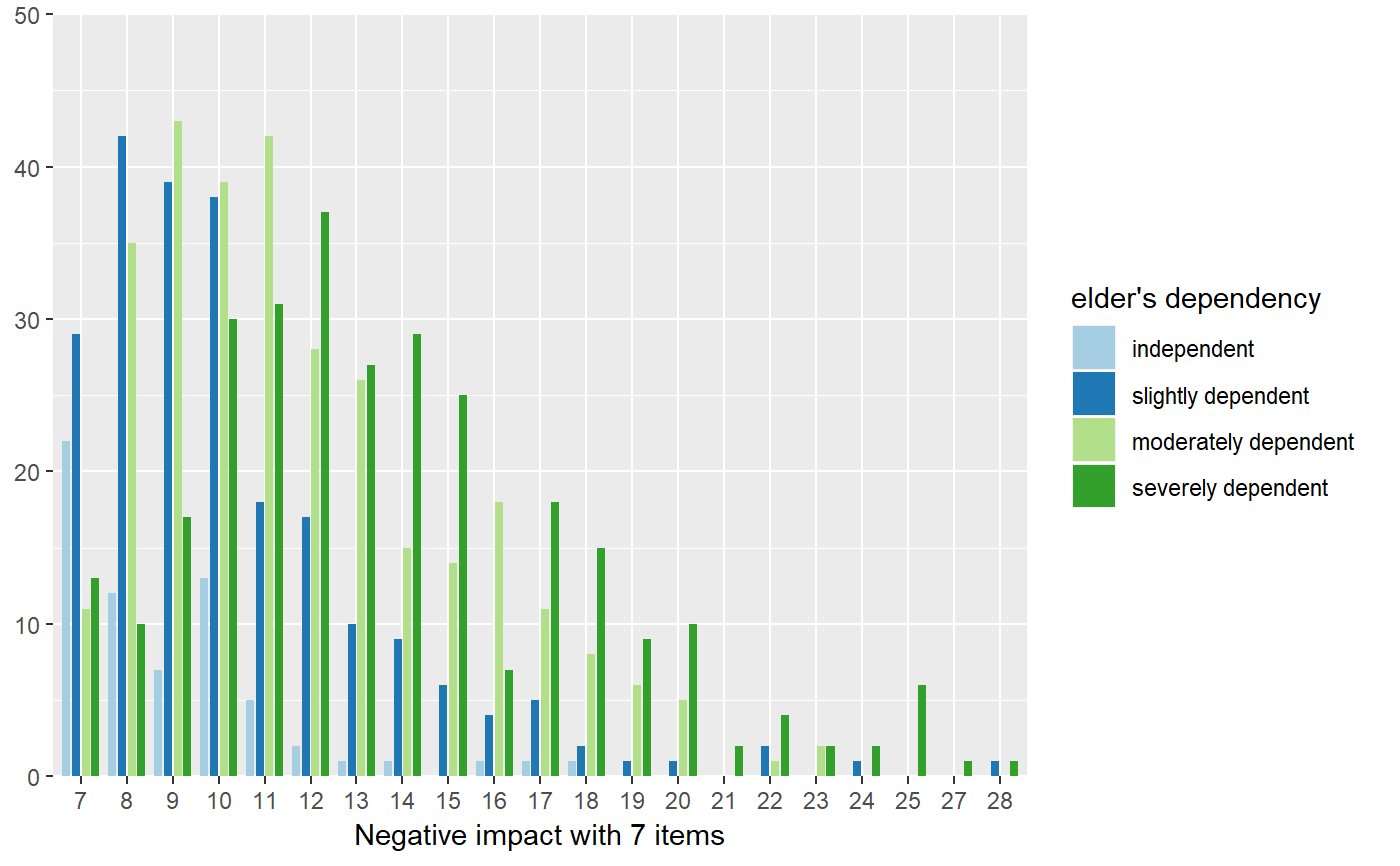 50
40
30
20
10
0
7 8 9 10 11 12 13 14 15 16 17 18 19 20 21 22 23 24 25 27 28
Negative impact with 7 items
elder's dependency
independent
slightly dependent
moderately dependent
severely dependent